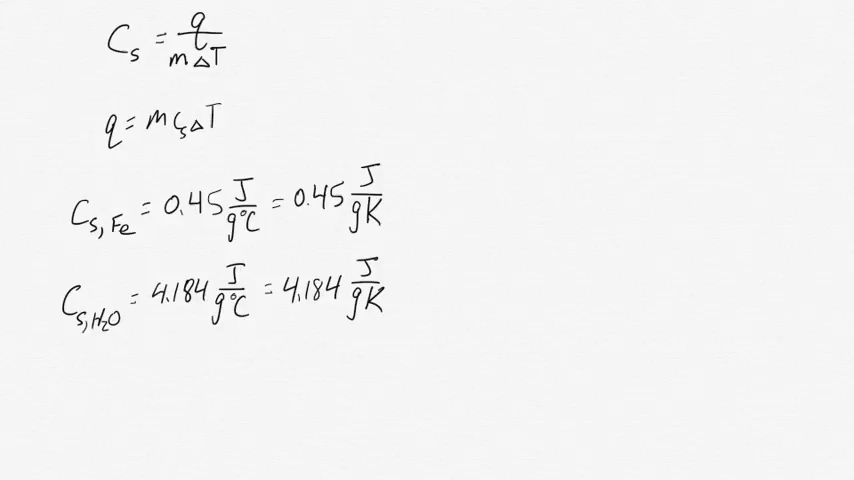 Cs = q/mΔT
q = mCsΔT
Cs,Fe = 0.45 J/g°C = 0.45 J/gK
Cs,H₂O = 4.184 J/g°C = 4.184 J/gK